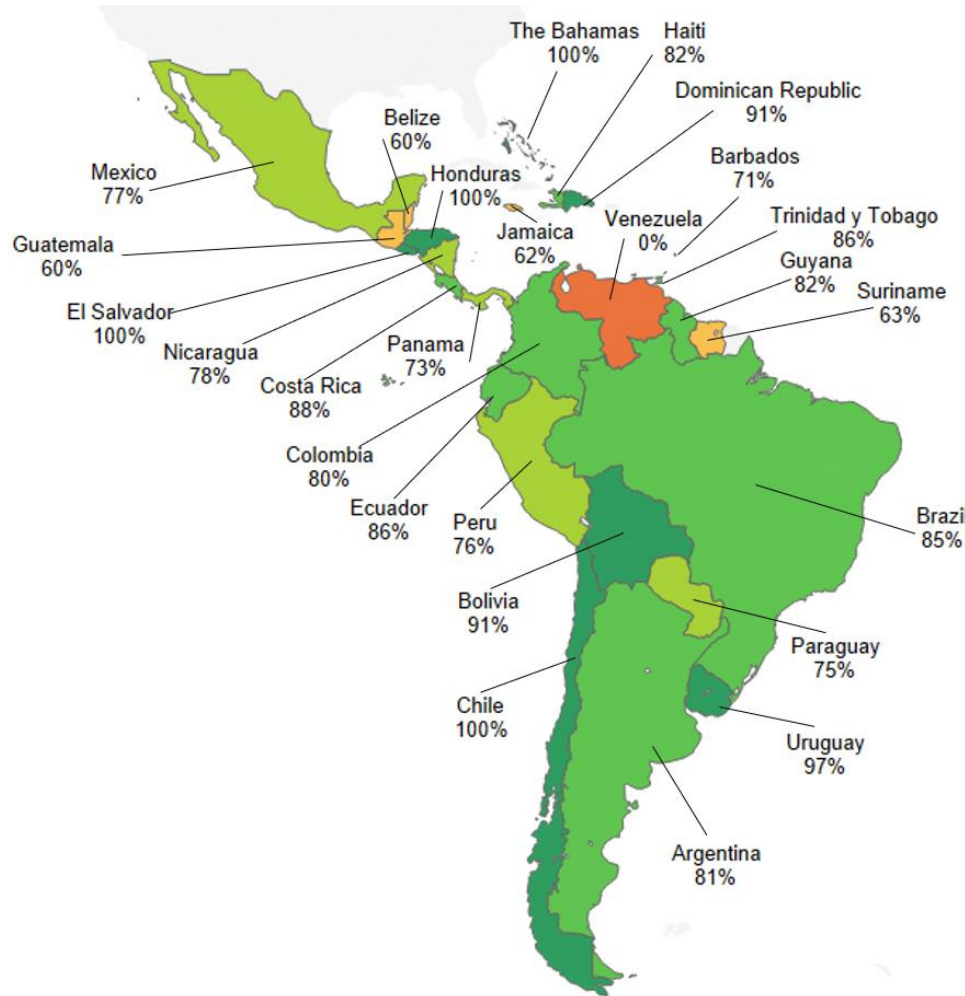 The Bahamas
100%
Haiti
82%
Dominican Republic
91%
Belize
60%
Barbados
71%
Mexico
77%
Honduras
100%
Jamaica
62%
Venezuela
0%
Trinidad y Tobago
86%
Guatemala
60%
Guyana
82%
Suriname
63%
El Salvador
100%
Nicaragua
78%
Panama
73%
Costa Rica
88%
Colombía
80%
Ecuador
86%
Peru
76%
Brazil
85%
Bolivia
91%
Paraguay
75%
Chile
100%
Uruguay
97%
Argentina
81%